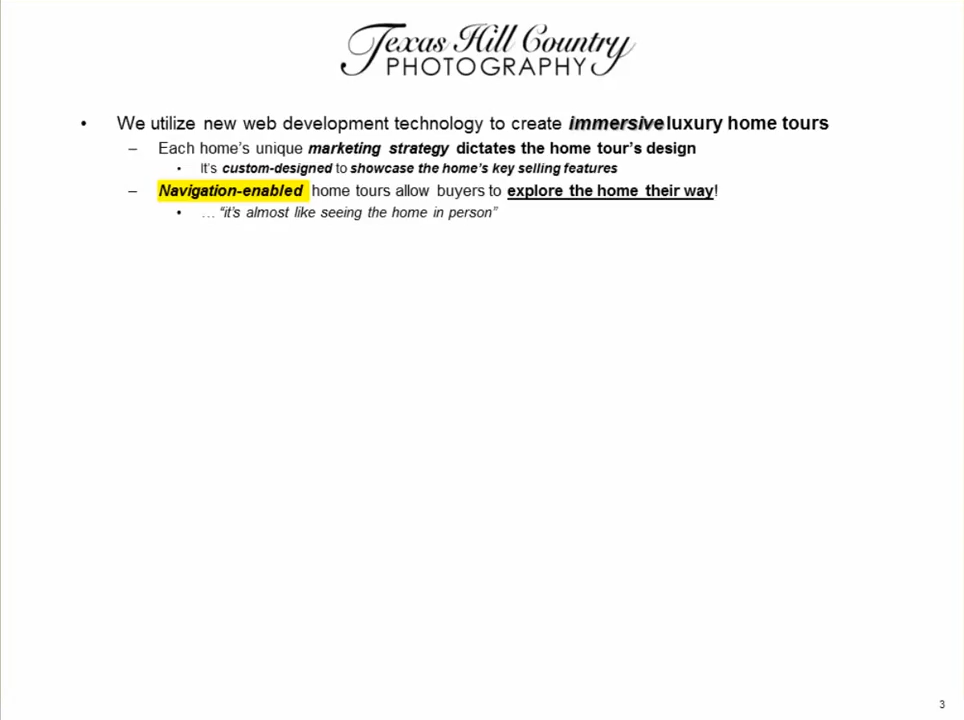 Texas Hill Country
PHOTOGRAPHY
• We utilize new web development technology to create immersive luxury home tours
– Each home's unique marketing strategy dictates the home tour's design
• It's custom-designed to showcase the home's key selling features
– Navigation-enabled home tours allow buyers to explore the home their way!
• … “it's almost like seeing the home in person”
3